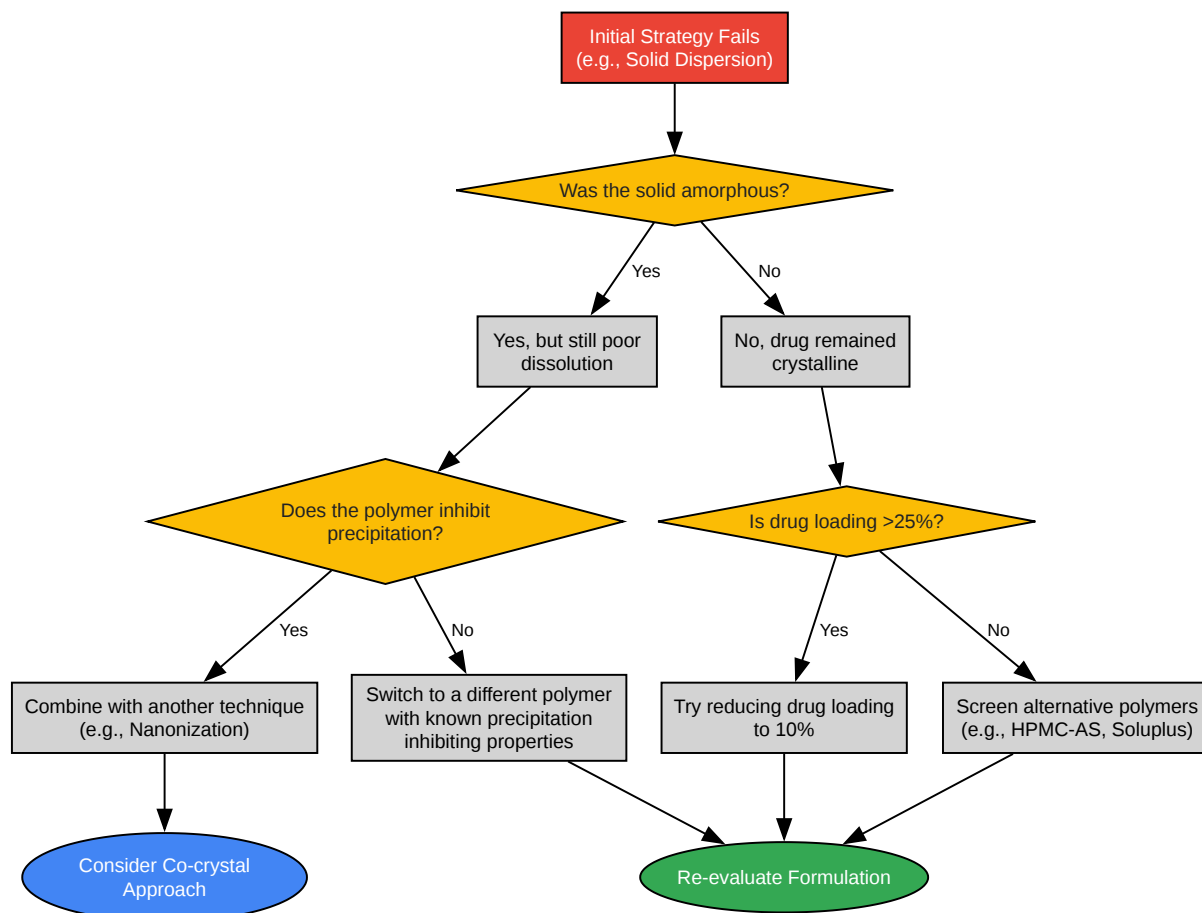 Initial Strategy Fails
(e.g., Solid Dispersion)
Was the solid amorphous?
Yes
No
Yes, but still poor
dissolution
No, drug remained
crystalline
Does the polymer inhibit
precipitation?
Is drug loading >25%?
Yes
No
Yes
No
Combine with another technique
(e.g., Nanonization)
Switch to a different polymer
with known precipitation
inhibiting properties
Try reducing drug loading
to 10%
Screen alternative polymers
(e.g., HPMC-AS, Soluplus)
Consider Co-crystal
Approach
Re-evaluate Formulation